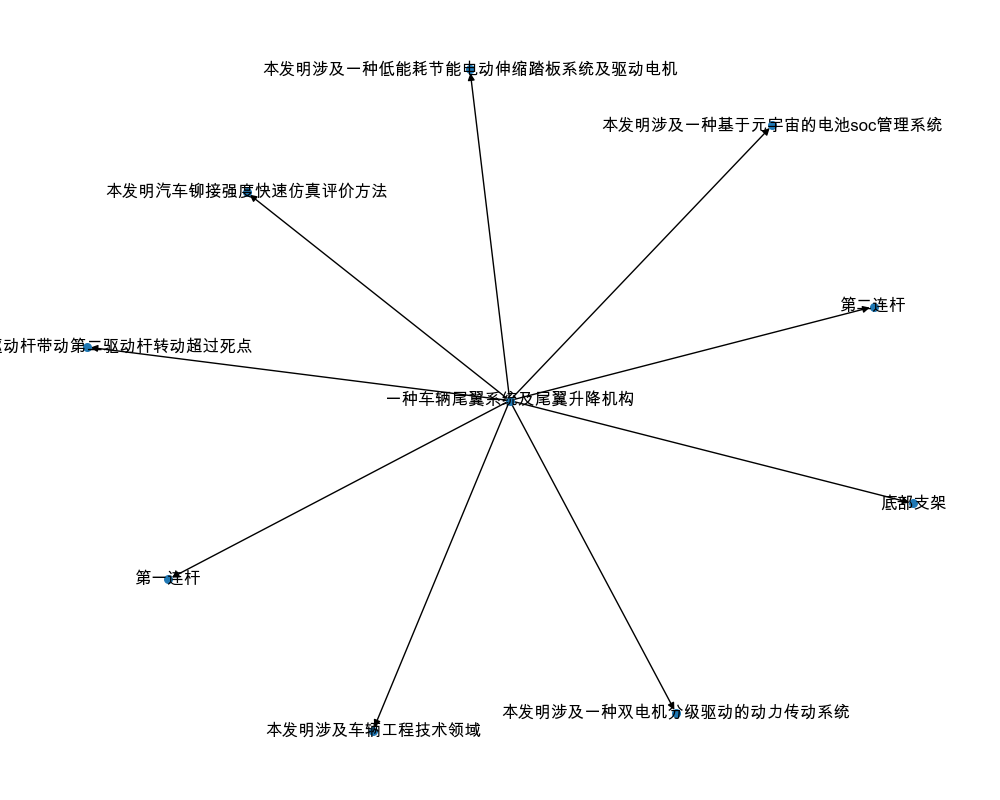 本发明涉及一种低能耗节能电动伸缩踏板系统及驱动电机
本发明涉及一种基于元宇宙的电池soc管理系统
本发明汽车铆接强度快速仿真评价方法
第二连杆
动杆带动第二驱动杆转动超过死点
一种车辆尾翼系统及尾翼升降机构
底部支架
第一连杆
本发明涉及一种双电机分级驱动的动力传动系统
本发明涉及车辆工程技术领域